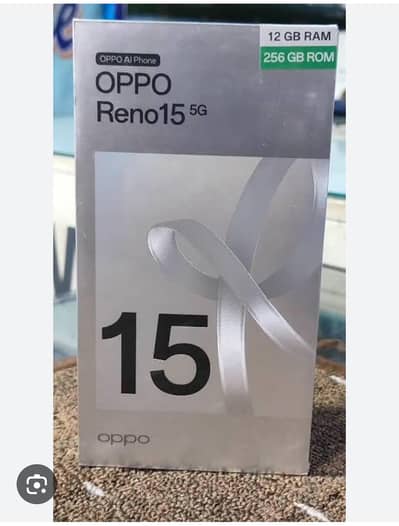 12 GB RAM
256 GB ROM
OPPO AI Phone
OPPO
Reno15 5G
15
oppo